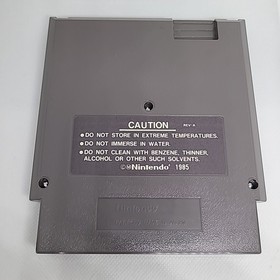 CAUTION REV-A
• DO NOT STORE IN EXTREME TEMPERATURES.
• DO NOT IMMERSE IN WATER.
• DO NOT CLEAN WITH BENZENE, THINNER,
ALCOHOL OR OTHER SUCH SOLVENTS.
©Nintendo® 1985